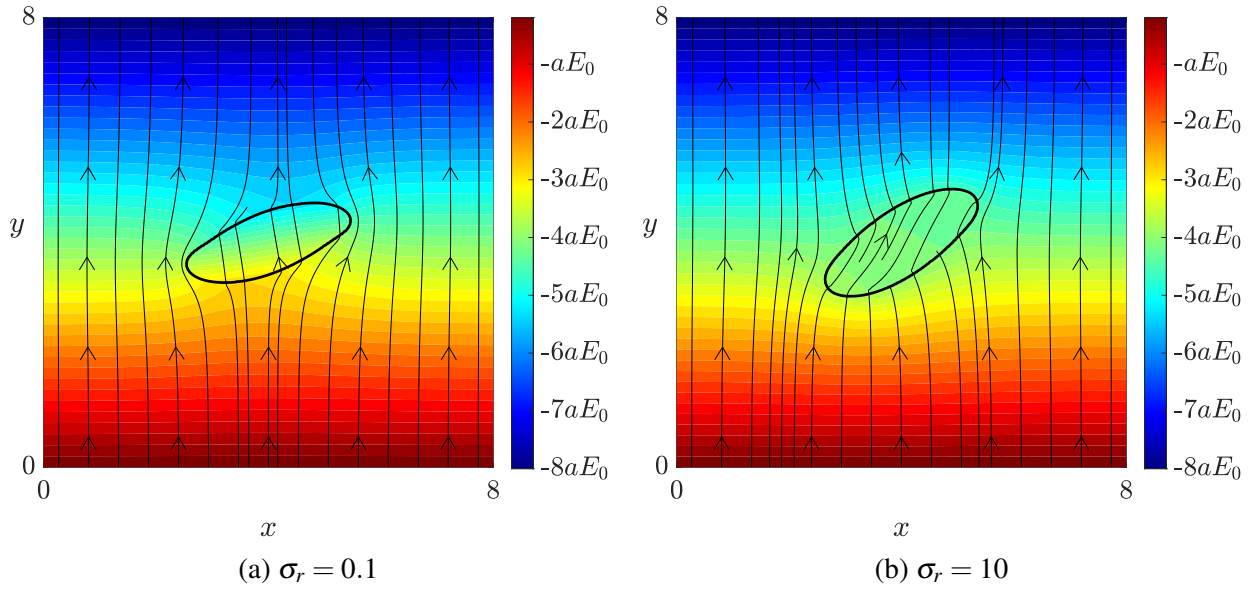 8
y
0
0
8
x
-aE₀
-2aE₀
-3aE₀
-4aE₀
-5aE₀
-6aE₀
-7aE₀
-8aE₀
(a) σᵣ = 0.1
8
y
0
0
8
x
-aE₀
-2aE₀
-3aE₀
-4aE₀
-5aE₀
-6aE₀
-7aE₀
-8aE₀
(b) σᵣ = 10